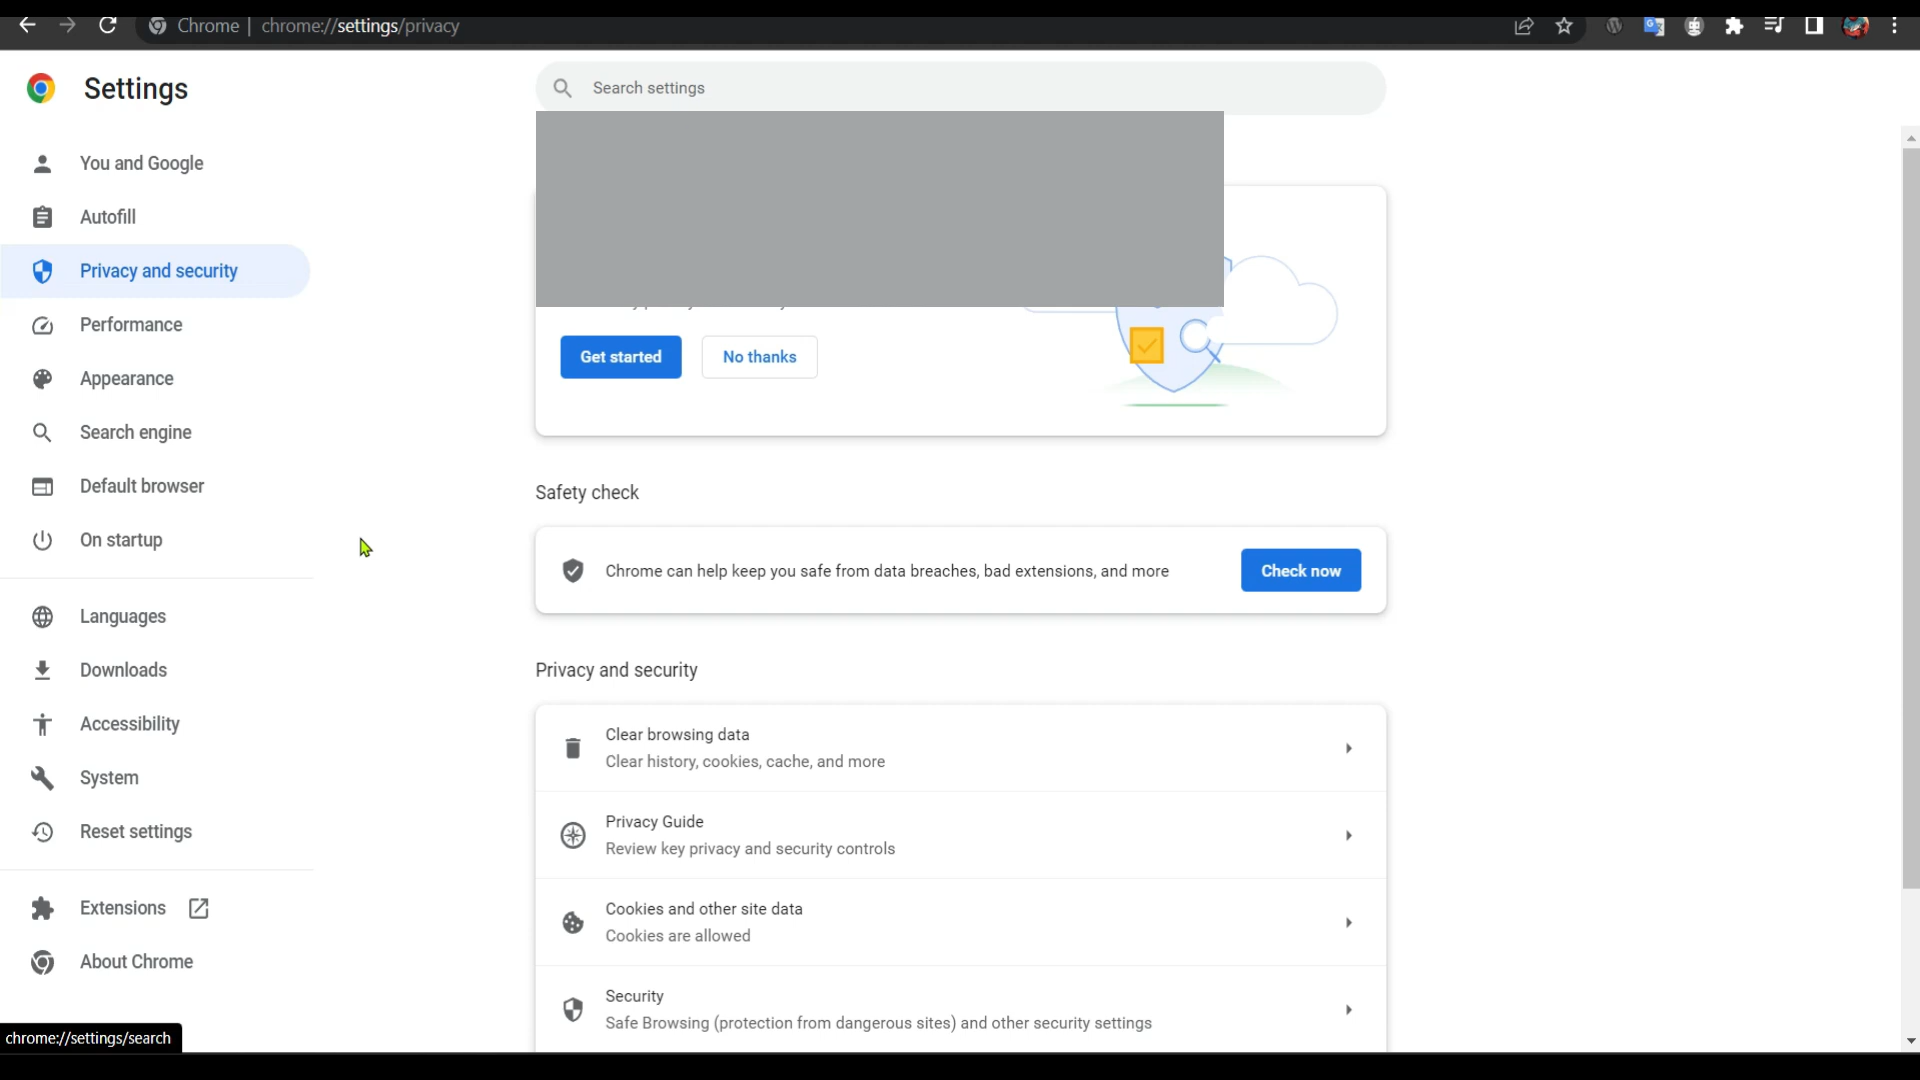 Chrome | chrome://settings/privacy
Settings
Search settings
You and Google
Autofill
Privacy and security
Performance
Appearance
Search engine
Default browser
On startup
Languages
Downloads
Accessibility
System
Reset settings
Extensions
About Chrome
Get started
No thanks
Safety check
Chrome can help keep you safe from data breaches, bad extensions, and more
Check now
Privacy and security
Clear browsing data
Clear history, cookies, cache, and more
Privacy Guide
Review key privacy and security controls
Cookies and other site data
Cookies are allowed
Security
Safe Browsing (protection from dangerous sites) and other security settings
chrome://settings/search